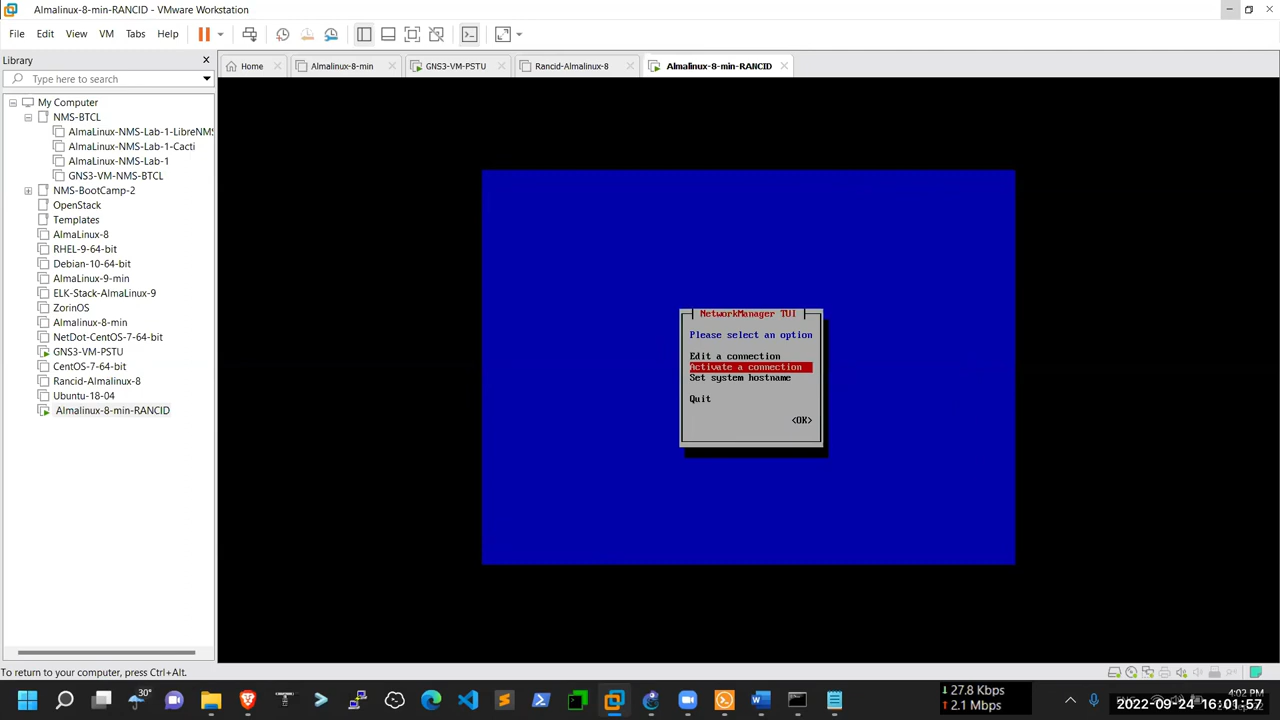 Almalinux-8-min-RANCID - VMware Workstation
File Edit View VM Tabs Help
Library
Type here to search
Home Almalinux-8-min GNS3-VM-PSTU Rancid-Almalinux-8 Almalinux-8-min-RANCID
My Computer
NMS-BTCL
AlmaLinux-NMS-Lab-1-LibreNMS
AlmaLinux-NMS-Lab-1-Cacti
AlmaLinux-NMS-Lab-1
GNS3-VM-NMS-BTCL
NMS-BootCamp-2
OpenStack
Templates
AlmaLinux-8
RHEL-9-64-bit
Debian-10-64-bit
AlmaLinux-9-min
ELK-Stack-AlmaLinux-9
ZorinOS
Almalinux-8-min
NetDot-CentOS-7-64-bit
GNS3-VM-PSTU
CentOS-7-64-bit
Rancid-Almalinux-8
Ubuntu-18-04
Almalinux-8-min-RANCID
NetworkManager TUI
Please select an option
Edit a connection
Activate a connection
Set system hostname
Quit
<OK>
To return to your computer, press Ctrl+Alt.
30°
↓ 27.8 Kbps
↑ 2.1 Mbps
4:02 PM
2022-09-24 16:01:57